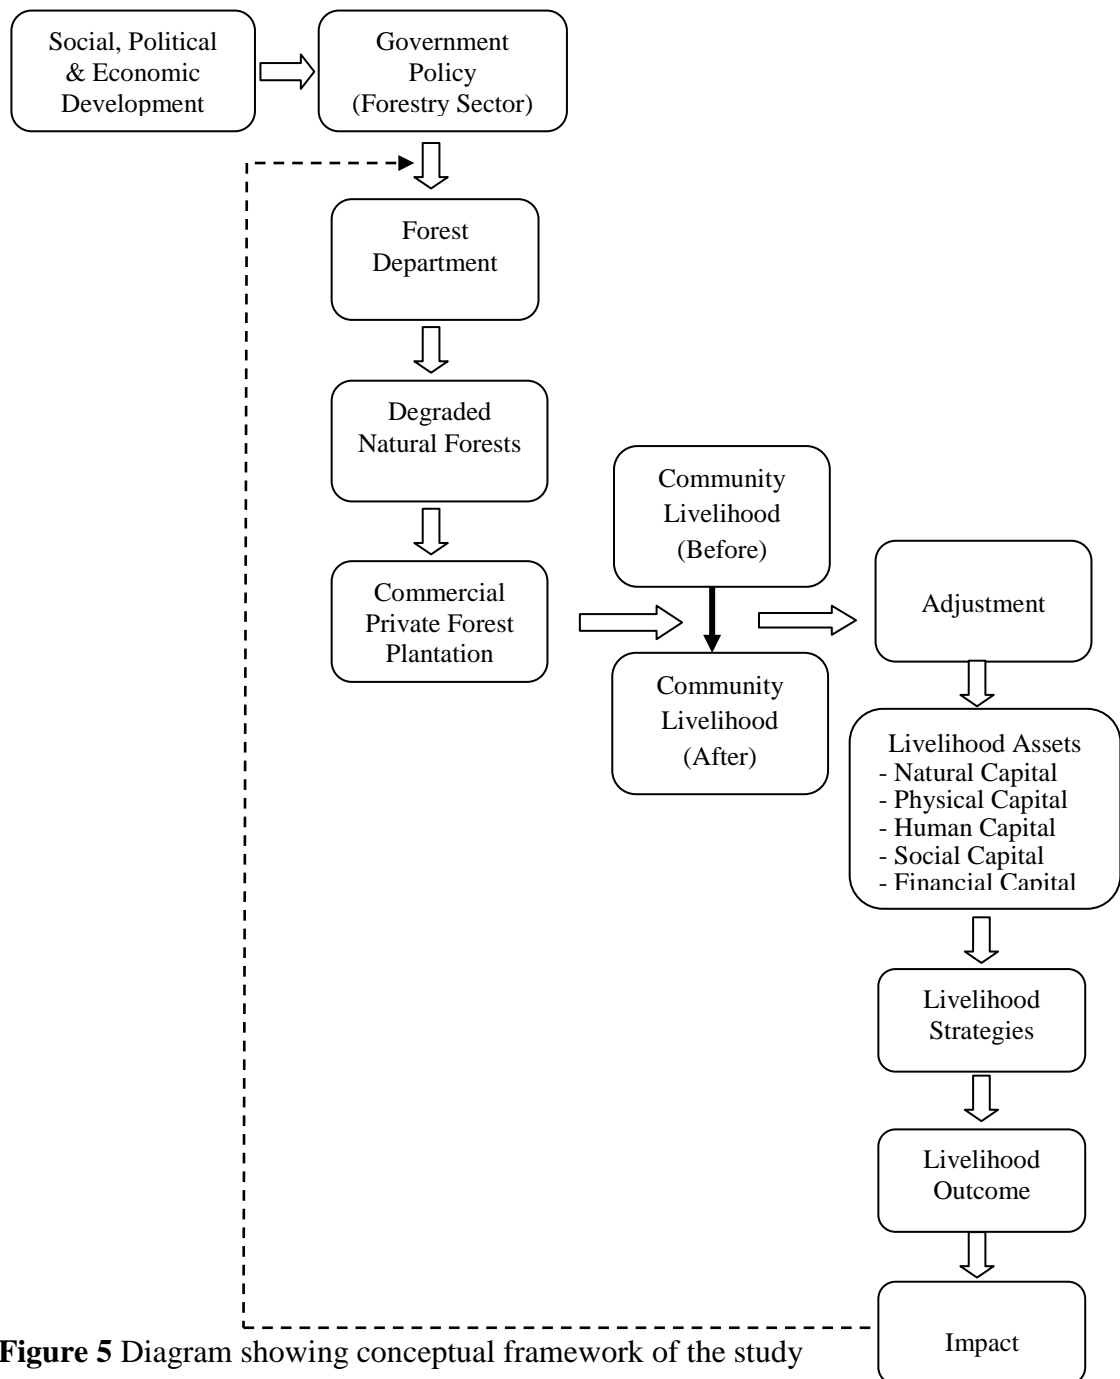 Social, Political
& Economic
Development
Government
Policy
(Forestry Sector)
Forest
Department
Degraded
Natural Forests
Commercial
Private Forest
Plantation
Community
Livelihood
(Before)
Community
Livelihood
(After)
Adjustment
Livelihood Assets
- Natural Capital
- Physical Capital
- Human Capital
- Social Capital
- Financial Capital
Livelihood
Strategies
Livelihood
Outcome
Impact
Figure 5 Diagram showing conceptual framework of the study